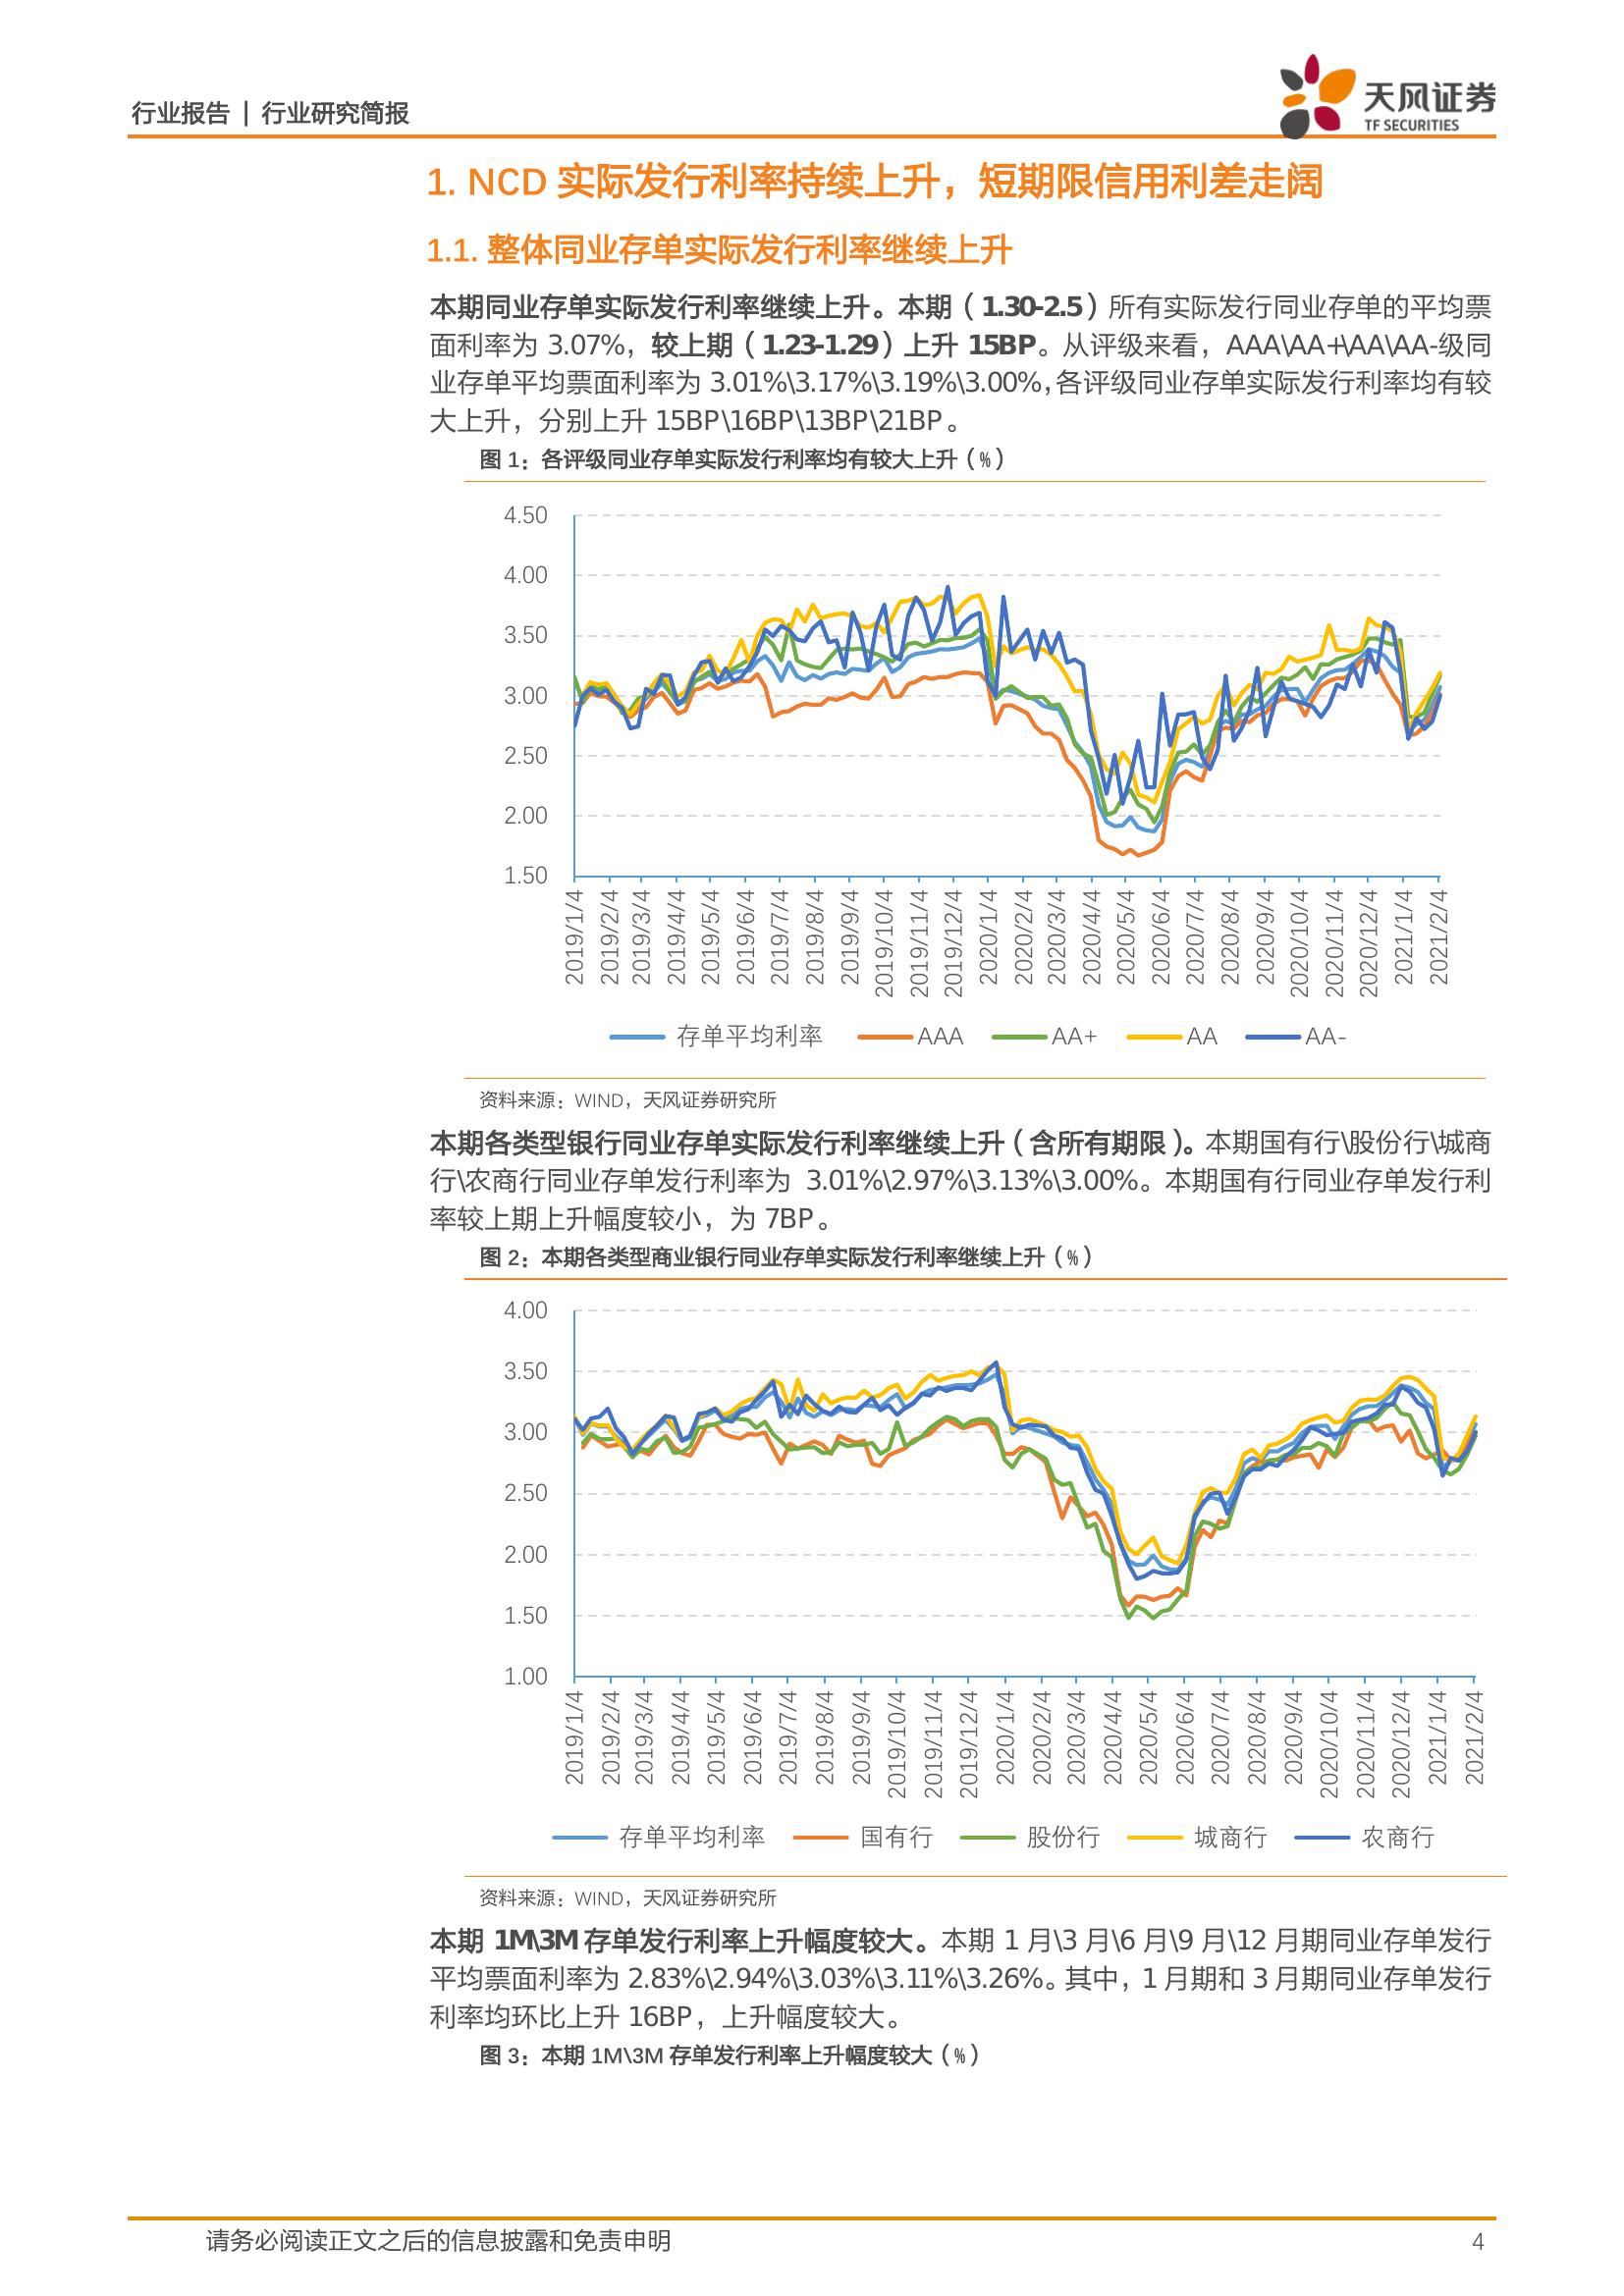 行业报告 | 行业研究简报
天风证券
TF SECURITIES
1. NCD 实际发行利率持续上升，短期限信用利差走阔
1.1. 整体同业存单实际发行利率继续上升
本期同业存单实际发行利率继续上升。本期（1.30-2.5）所有实际发行同业存单的平均票
面利率为 3.07%，较上期（1.23-1.29）上升 15BP。从评级来看，AAA\AA+\AA\AA-级同
业存单平均票面利率为 3.01%\3.17%\3.19%\3.00%，各评级同业存单实际发行利率均有较
大上升，分别上升 15BP\16BP\13BP\21BP。
图 1：各评级同业存单实际发行利率均有较大上升（%）
4.50
4.00
3.50
3.00
2.50
2.00
1.50
2019/1/4
2019/2/4
2019/3/4
2019/4/4
2019/5/4
2019/6/4
2019/7/4
2019/8/4
2019/9/4
2019/10/4
2019/11/4
2019/12/4
2020/1/4
2020/2/4
2020/3/4
2020/4/4
2020/5/4
2020/6/4
2020/7/4
2020/8/4
2020/9/4
2020/10/4
2020/11/4
2020/12/4
2021/1/4
2021/2/4
存单平均利率 AAA AA+ AA AA-
资料来源：WIND，天风证券研究所
本期各类型银行同业存单实际发行利率继续上升（含所有期限）。本期国有行\股份行\城商
行\农商行同业存单发行利率为 3.01%\2.97%\3.13%\3.00%。本期国有行同业存单发行利
率较上期上升幅度较小，为 7BP。
图 2：本期各类型商业银行同业存单实际发行利率继续上升（%）
4.00
3.50
3.00
2.50
2.00
1.50
1.00
2019/1/4
2019/2/4
2019/3/4
2019/4/4
2019/5/4
2019/6/4
2019/7/4
2019/8/4
2019/9/4
2019/10/4
2019/11/4
2019/12/4
2020/1/4
2020/2/4
2020/3/4
2020/4/4
2020/5/4
2020/6/4
2020/7/4
2020/8/4
2020/9/4
2020/10/4
2020/11/4
2020/12/4
2021/1/4
2021/2/4
存单平均利率 国有行 股份行 城商行 农商行
资料来源：WIND，天风证券研究所
本期 1M\3M 存单发行利率上升幅度较大。本期 1 月\3 月\6 月\9 月\12 月期同业存单发行
平均票面利率为 2.83%\2.94%\3.03%\3.11%\3.26%。其中，1 月期和 3 月期同业存单发行
利率均环比上升 16BP，上升幅度较大。
图 3：本期 1M\3M 存单发行利率上升幅度较大（%）
请务必阅读正文之后的信息披露和免责申明
4